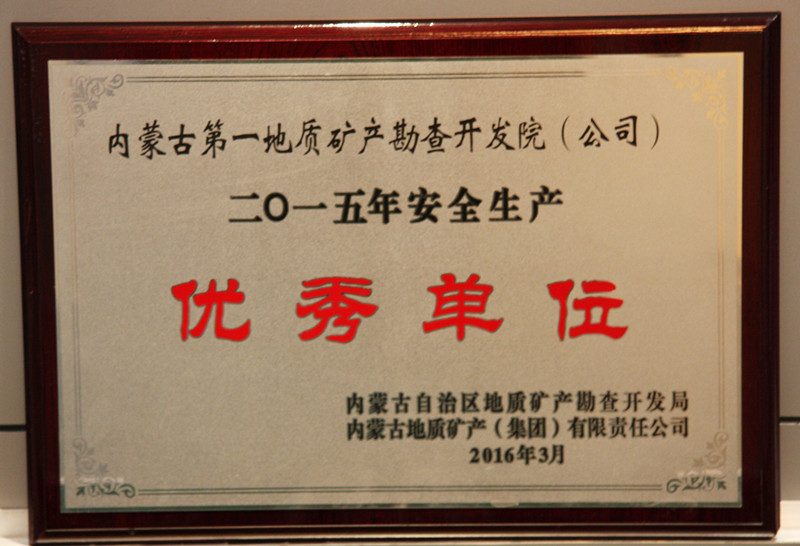 内蒙古第一地质矿产勘查开发院（公司）
二〇一五年安全生产
优秀单位
内蒙古自治区地质矿产勘查开发局
内蒙古地质矿产（集团）有限责任公司
2016年3月